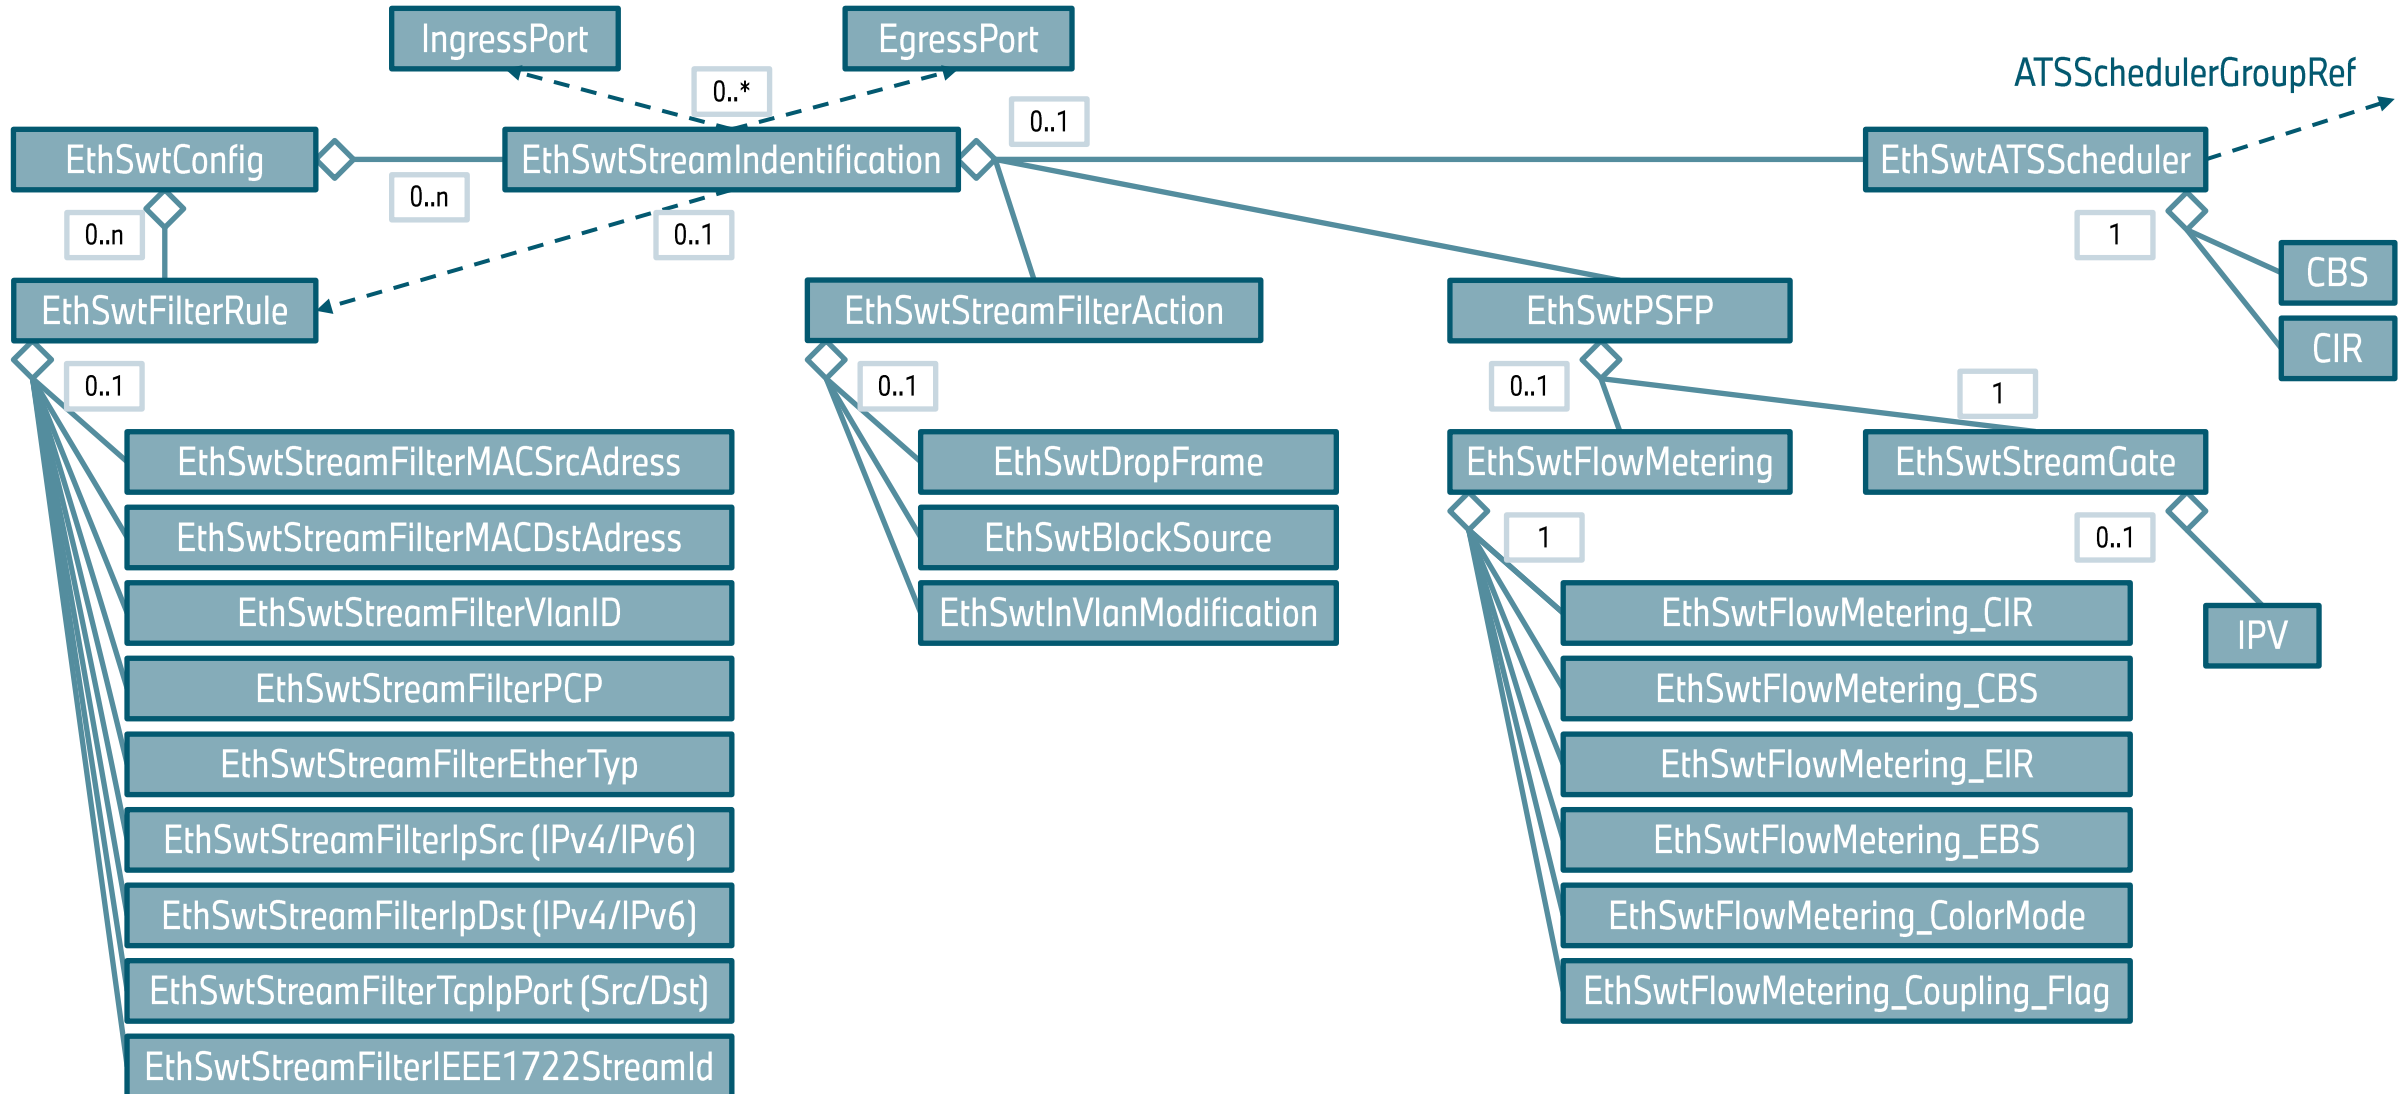 IngressPort
EgressPort
ATSSchedulerGroupRef
0..*
0..1
EthSwtConfig
EthSwtStreamIndentification
EthSwtATSScheduler
0..n
0..n
0..1
1
CBS
EthSwtFilterRule
EthSwtStreamFilterAction
EthSwtPSFP
CIR
0..1
0..1
0..1
1
EthSwtStreamFilterMACSrcAdress
EthSwtDropFrame
EthSwtFlowMetering
EthSwtStreamGate
EthSwtStreamFilterMACDstAdress
EthSwtBlockSource
1
0..1
EthSwtStreamFilterVlanID
EthSwtInVlanModification
EthSwtFlowMetering_CIR
IPV
EthSwtStreamFilterPCP
EthSwtFlowMetering_CBS
EthSwtStreamFilterEtherTyp
EthSwtFlowMetering_EIR
EthSwtStreamFilterIpSrc (IPv4/IPv6)
EthSwtFlowMetering_EBS
EthSwtStreamFilterIpDst (IPv4/IPv6)
EthSwtFlowMetering_ColorMode
EthSwtStreamFilterTcpIpPort (Src/Dst)
EthSwtFlowMetering_Coupling_Flag
EthSwtStreamFilterIEEE1722StreamId